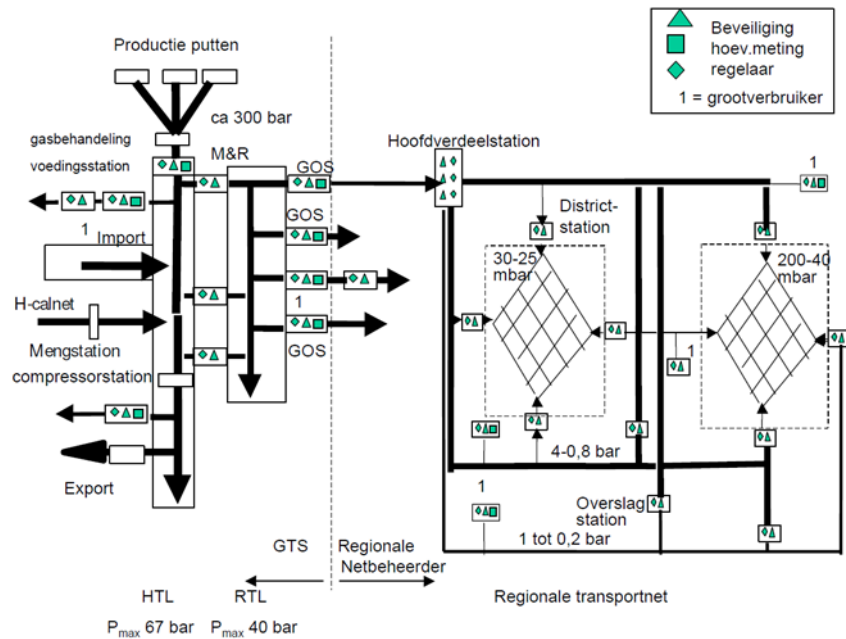 Beveiliging
hoev.meting
regelaar
1 = grootverbruiker
Productie putten
ca 300 bar
gasbehandeling
voedingsstation
M&R
GOS
Hoofdverdeelstation
1
GOS
District-
station
1
Import
30-25
mbar
200-40
mbar
H-calnet
1
GOS
Mengstation
compressorstation
1
4-0,8 bar
Export
1
Overslag
station
1 tot 0,2 bar
GTS
Regionale
Netbeheerder
HTL
RTL
Regionale transportnet
Pmax 67 bar
Pmax 40 bar